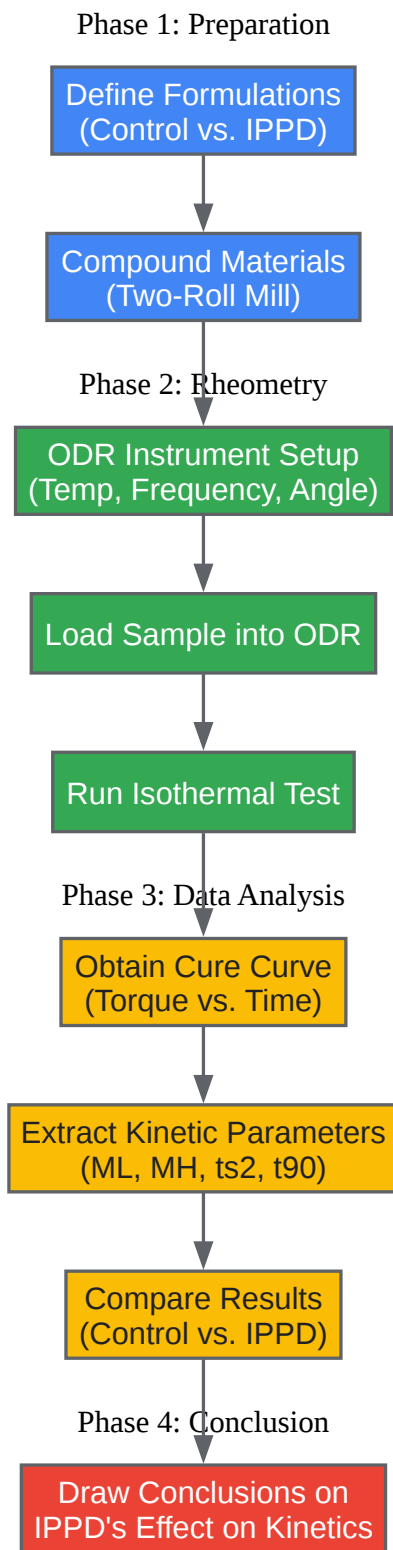 Phase 1: Preparation
Define Formulations
(Control vs. IPPD)
Compound Materials
(Two-Roll Mill)
Phase 2: Rheometry
ODR Instrument Setup
(Temp, Frequency, Angle)
Load Sample into ODR
Run Isothermal Test
Phase 3: Data Analysis
Obtain Cure Curve
(Torque vs. Time)
Extract Kinetic Parameters
(ML, MH, ts2, t90)
Compare Results
(Control vs. IPPD)
Phase 4: Conclusion
Draw Conclusions on
IPPD's Effect on Kinetics